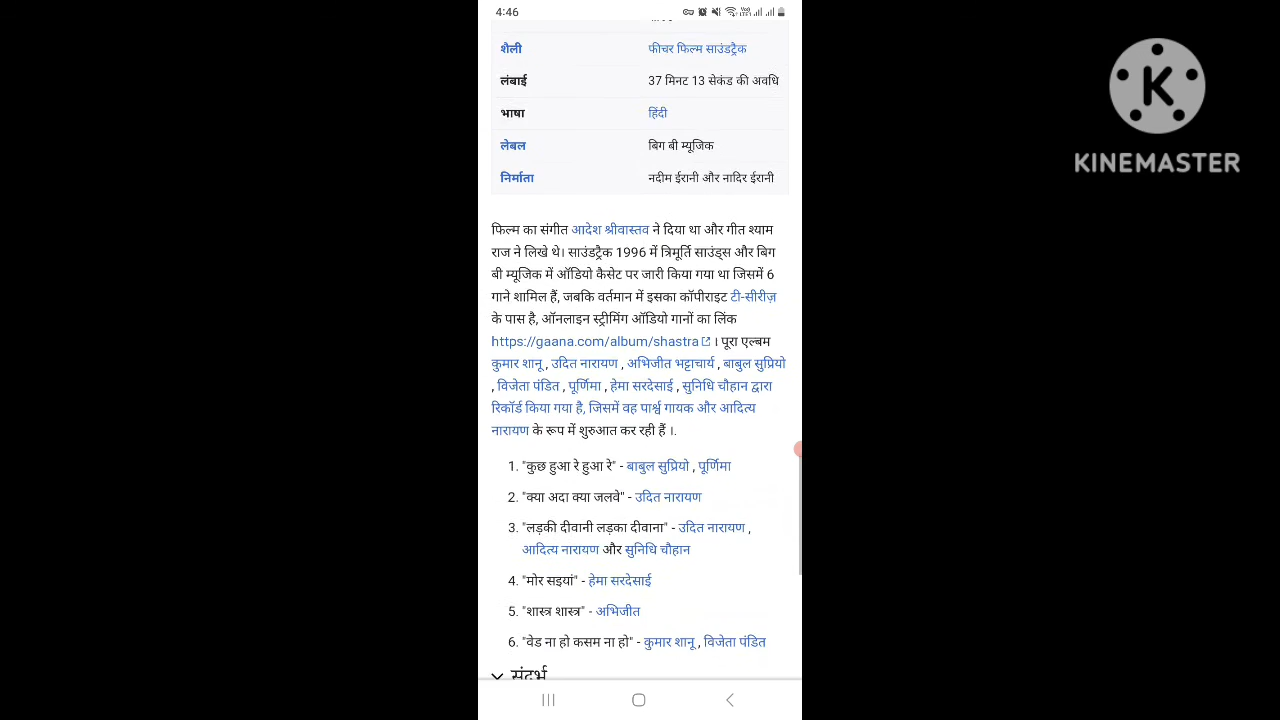 4:46
शैली फीचर फिल्म साउंडट्रैक
लंबाई 37 मिनट 13 सेकंड की अवधि
भाषा हिंदी
लेबल बिग बी म्यूजिक
निर्माता नदीम ईरानी और नादिर ईरानी
फिल्म का संगीत आदेश श्रीवास्तव ने दिया था और गीत श्याम
राज ने लिखे थे। साउंडट्रैक 1996 में त्रिमूर्ति साउंड्स और बिग
बी म्यूजिक में ऑडियो कैसेट पर जारी किया गया था जिसमें 6
गाने शामिल हैं, जबकि वर्तमान में इसका कॉपीराइट टी-सीरीज़
के पास है, ऑनलाइन स्ट्रीमिंग ऑडियो गानों का लिंक
https://gaana.com/album/shastra । पूरा एल्बम
कुमार शानू , उदित नारायण , अभिजीत भट्टाचार्य , बाबुल सुप्रियो
, विजेता पंडित , पूर्णिमा , हेमा सरदेसाई , सुनिधि चौहान द्वारा
रिकॉर्ड किया गया है, जिसमें वह पार्श्व गायक और आदित्य
नारायण के रूप में शुरुआत कर रही हैं ।.
1. "कुछ हुआ रे हुआ रे" - बाबुल सुप्रियो , पूर्णिमा
2. "क्या अदा क्या जलवे" - उदित नारायण
3. "लड़की दीवानी लड़का दीवाना" - उदित नारायण ,
आदित्य नारायण और सुनिधि चौहान
4. "मोर सइयां" - हेमा सरदेसाई
5. "शास्त्र शास्त्र" - अभिजीत
6. "वेड ना हो कसम ना हो" - कुमार शानू , विजेता पंडित
संदर्भ
K
KINEMASTER